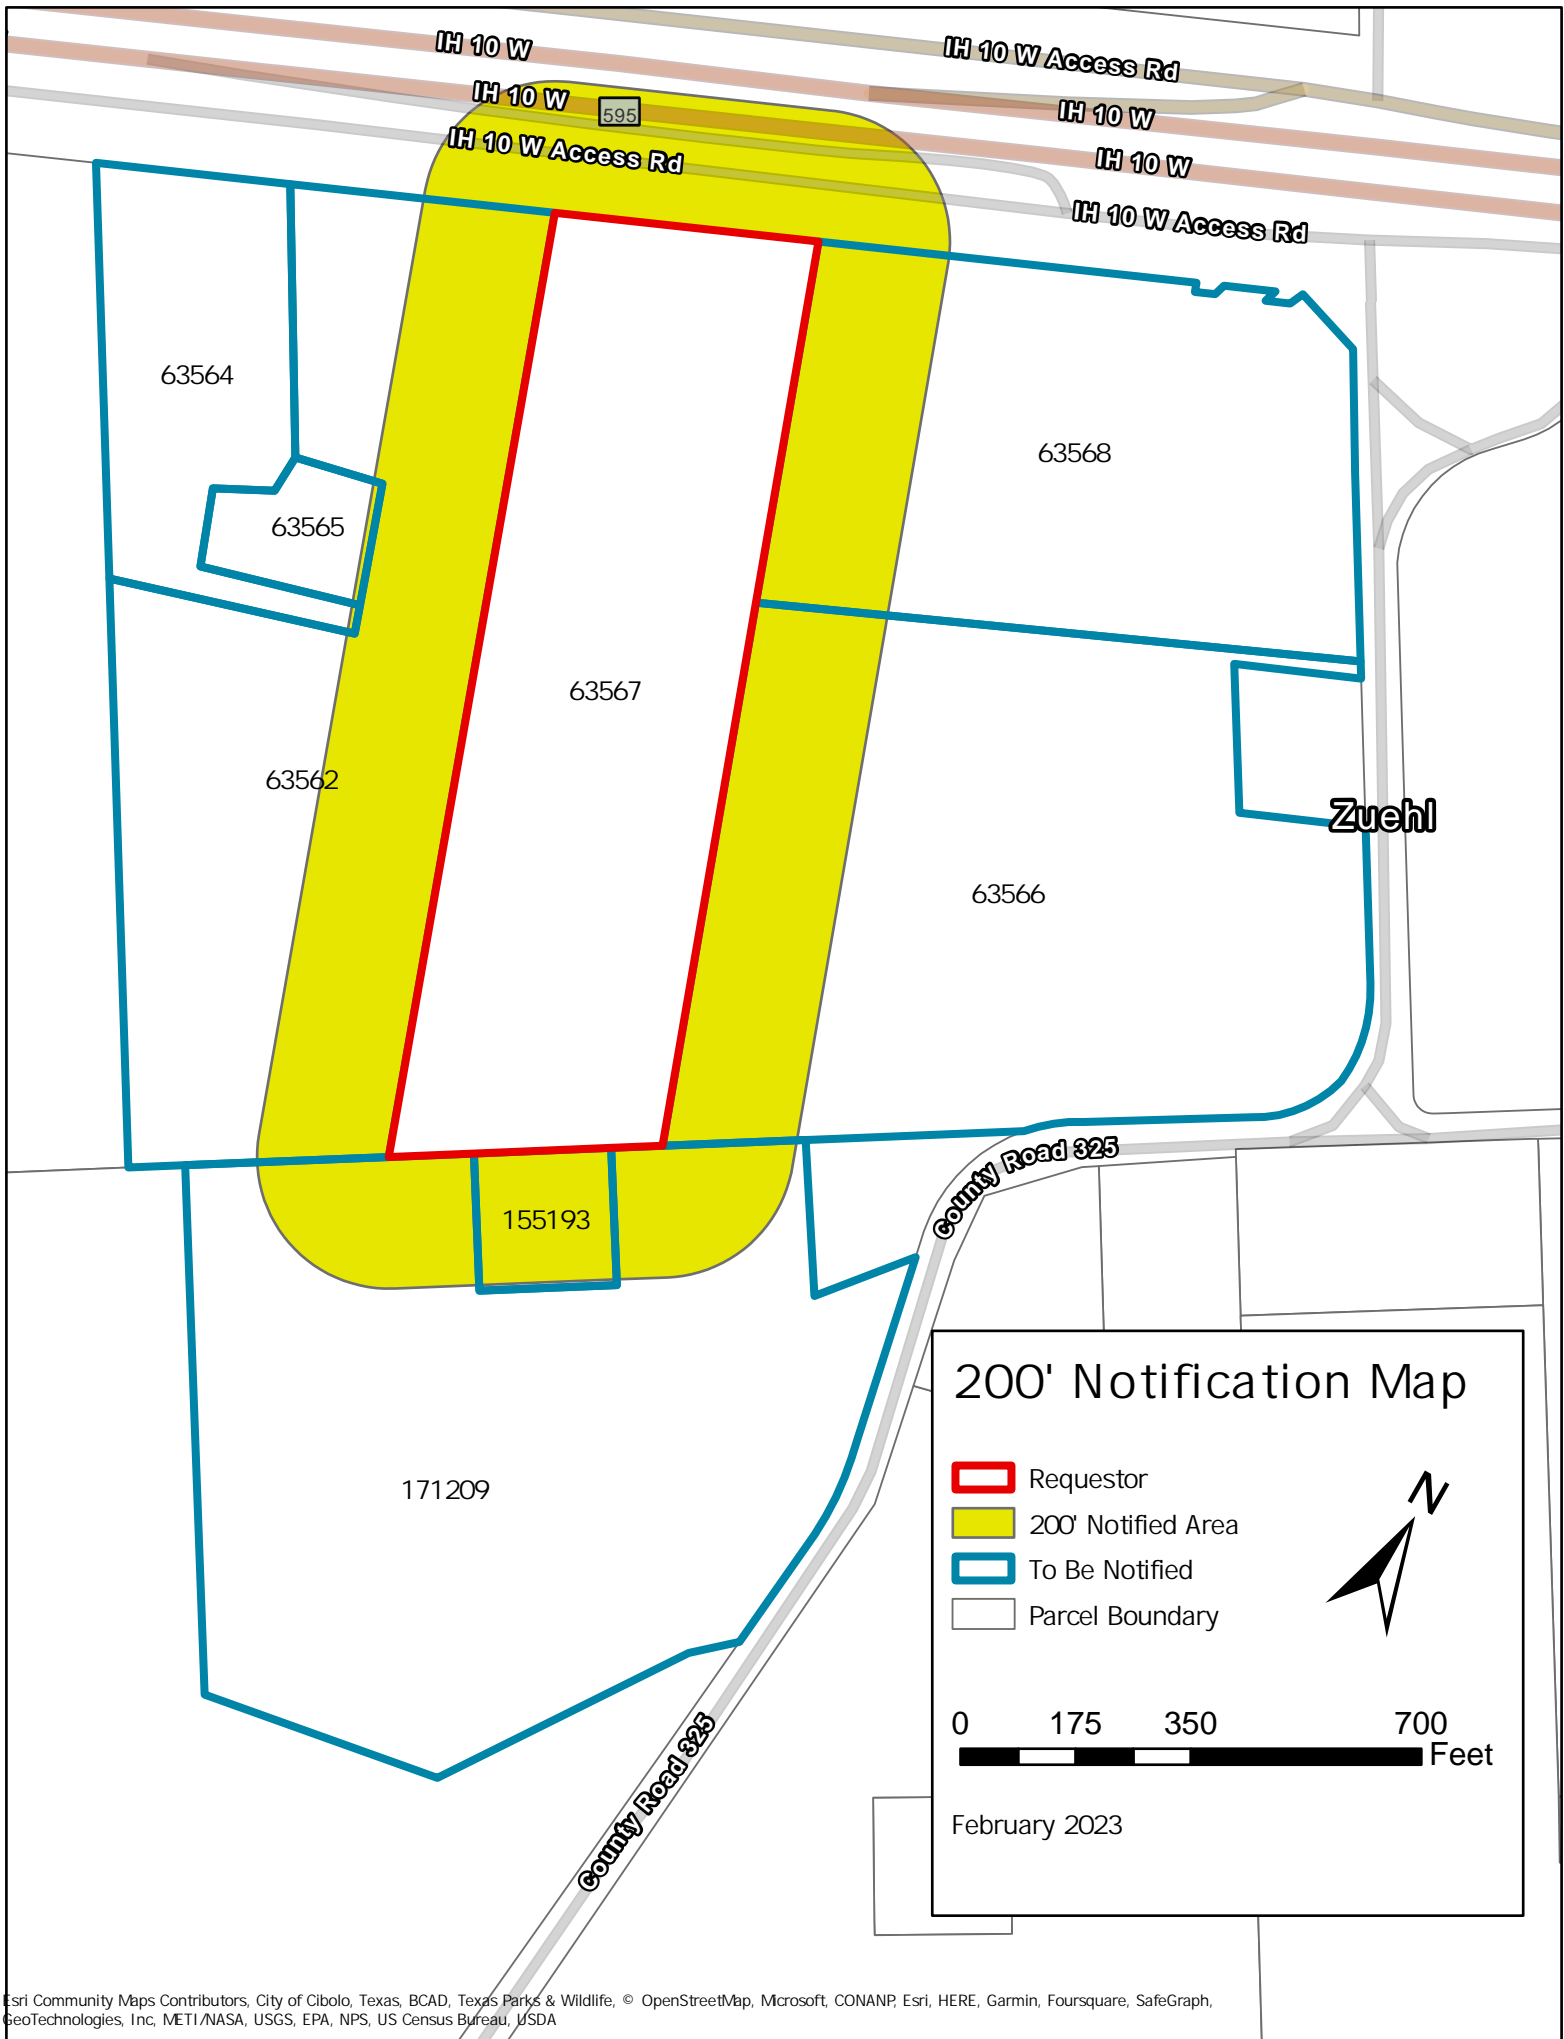 IH 10 W
IH 10 W Access Rd
IH 10 W
595
IH 10 W
IH 10 W Access Rd
IH 10 W
IH 10 W Access Rd
63564
63568
63565
63567
63562
Zuehl
63566
County Road 325
155193
200' Notification Map
Requestor
200' Notified Area
To Be Notified
Parcel Boundary
N
171209
0 175 350 700
Feet
County Road 325
February 2023
Esri Community Maps Contributors, City of Cibolo, Texas, BCAD, Texas Parks & Wildlife, © OpenStreetMap, Microsoft, CONANP, Esri, HERE, Garmin, Foursquare, SafeGraph,
GeoTechnologies, Inc, METI/NASA, USGS, EPA, NPS, US Census Bureau, USDA